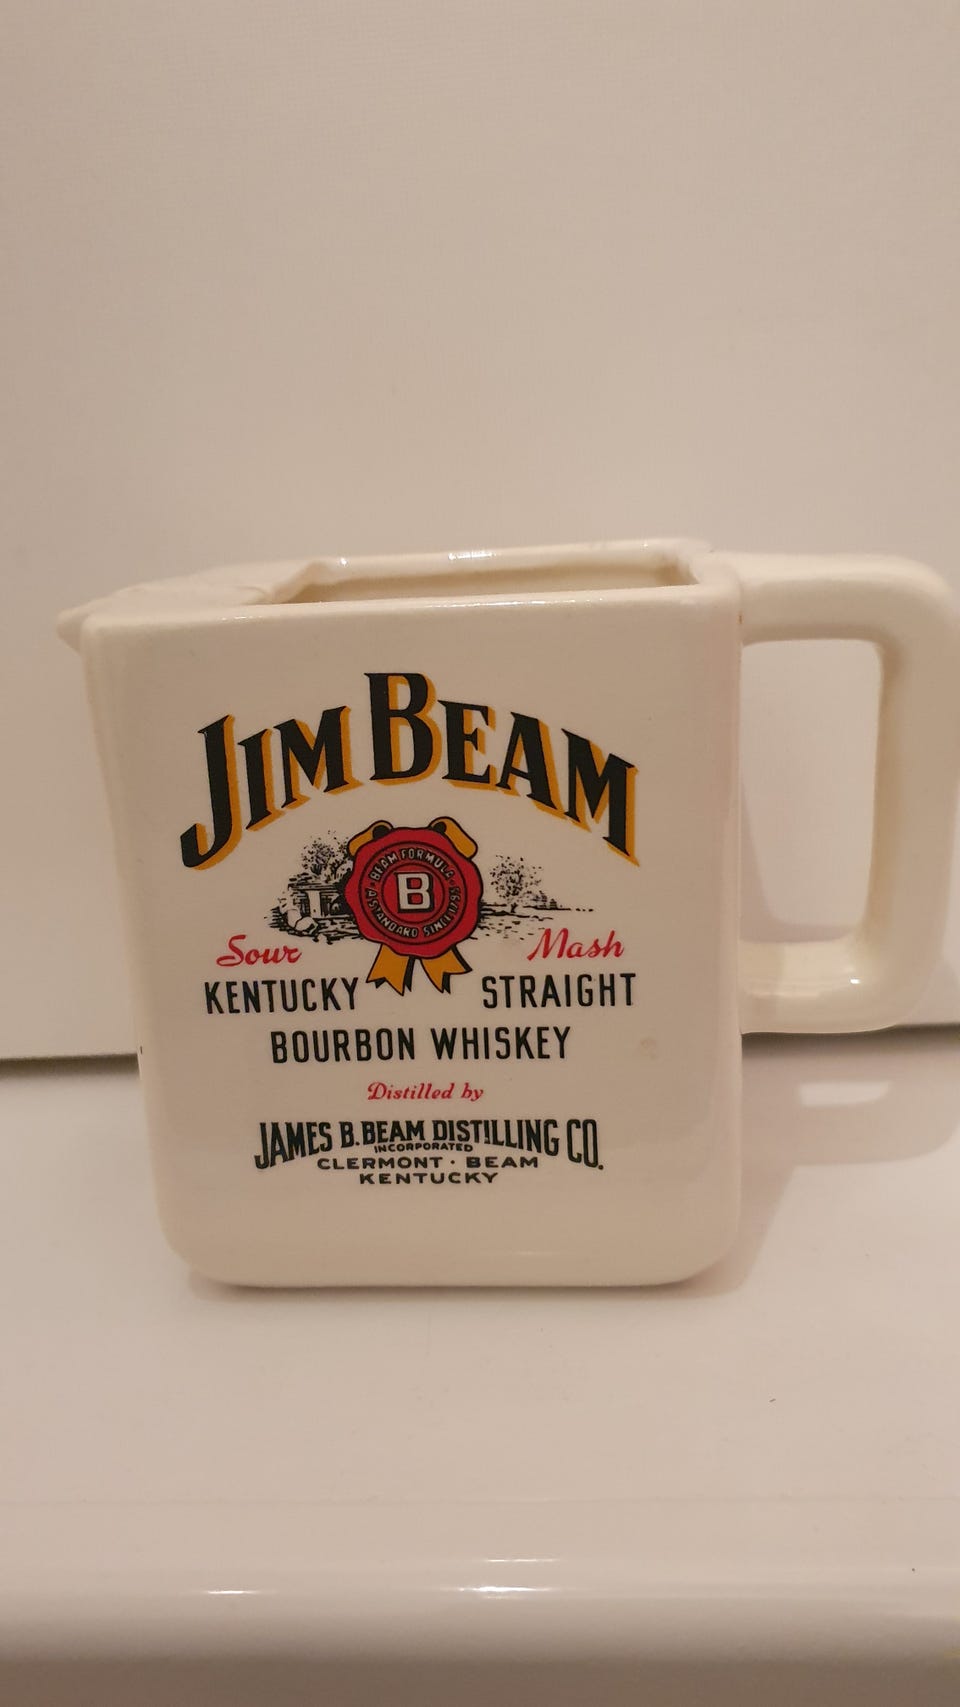 JIM BEAM
BEAM FORMULA
B
A STANDARD SINCE 1795
Sour Mash
KENTUCKY STRAIGHT
BOURBON WHISKEY
Distilled by
JAMES B. BEAM DISTILLING CO.
INCORPORATED
CLERMONT · BEAM
KENTUCKY